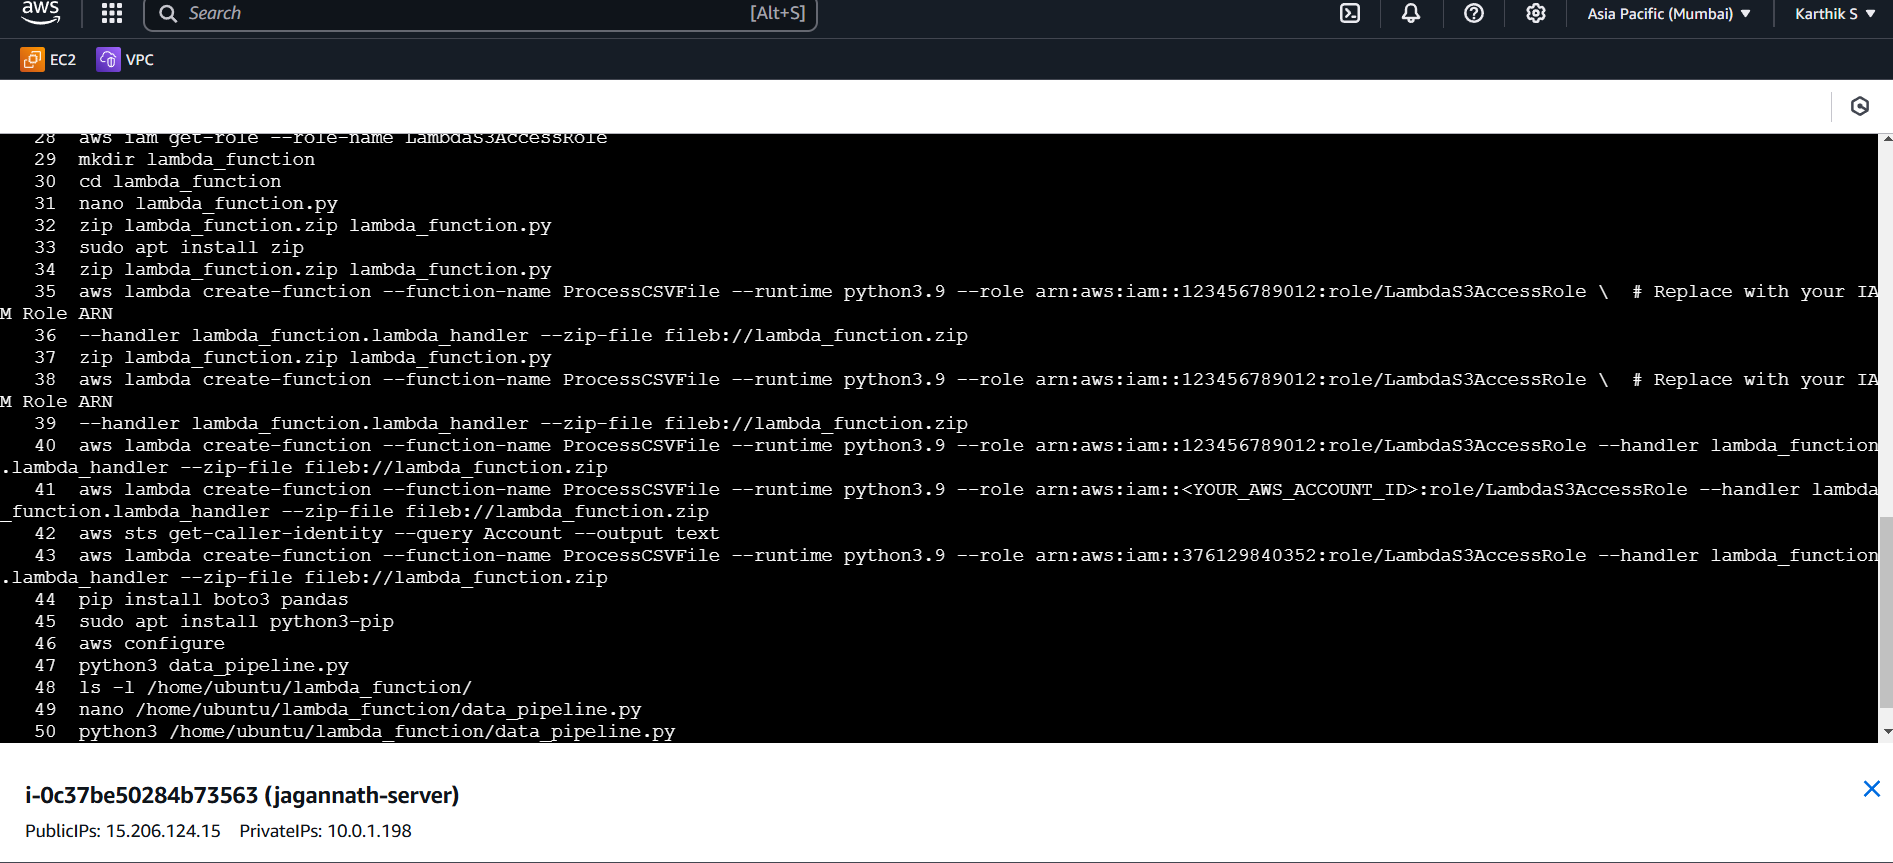 aws
Search
[Alt+S]
Asia Pacific (Mumbai)
Karthik S
EC2
VPC
28 aws iam get-role --role-name LambdaS3AccessRole
29 mkdir lambda_function
30 cd lambda_function
31 nano lambda_function.py
32 zip lambda_function.zip lambda_function.py
33 sudo apt install zip
34 zip lambda_function.zip lambda_function.py
35 aws lambda create-function --function-name ProcessCSVFile --runtime python3.9 --role arn:aws:iam::123456789012:role/LambdaS3AccessRole \ # Replace with your IA
M Role ARN
36 --handler lambda_function.lambda_handler --zip-file fileb://lambda_function.zip
37 zip lambda_function.zip lambda_function.py
38 aws lambda create-function --function-name ProcessCSVFile --runtime python3.9 --role arn:aws:iam::123456789012:role/LambdaS3AccessRole \ # Replace with your IA
M Role ARN
39 --handler lambda_function.lambda_handler --zip-file fileb://lambda_function.zip
40 aws lambda create-function --function-name ProcessCSVFile --runtime python3.9 --role arn:aws:iam::123456789012:role/LambdaS3AccessRole --handler lambda_function
.lambda_handler --zip-file fileb://lambda_function.zip
41 aws lambda create-function --function-name ProcessCSVFile --runtime python3.9 --role arn:aws:iam::<YOUR_AWS_ACCOUNT_ID>:role/LambdaS3AccessRole --handler lambda
_function.lambda_handler --zip-file fileb://lambda_function.zip
42 aws sts get-caller-identity --query Account --output text
43 aws lambda create-function --function-name ProcessCSVFile --runtime python3.9 --role arn:aws:iam::376129840352:role/LambdaS3AccessRole --handler lambda_function
.lambda_handler --zip-file fileb://lambda_function.zip
44 pip install boto3 pandas
45 sudo apt install python3-pip
46 aws configure
47 python3 data_pipeline.py
48 ls -l /home/ubuntu/lambda_function/
49 nano /home/ubuntu/lambda_function/data_pipeline.py
50 python3 /home/ubuntu/lambda_function/data_pipeline.py
i-0c37be50284b73563 (jagannath-server)
PublicIPs: 15.206.124.15 PrivateIPs: 10.0.1.198